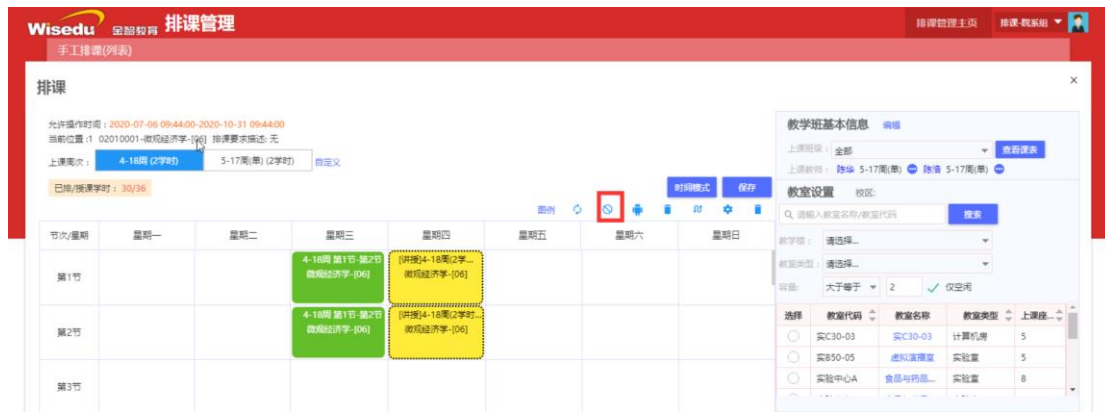 Wisedu 金智教育 排课管理 排课管理主页 排课-院系组
手工排课(列表)
排课 ×
允许操作时间：2020-07-06 09:44:00-2020-10-31 09:44:00
当前位置 :1 02010001-微观经济学-[06] 排课要求描述: 无
上课周次： 4-18周 (2学时) 5-17周(单) (2学时) 自定义
已排/授课学时： 30/36
时间模式 保存
图例
节次/星期 星期一 星期二 星期三 星期四 星期五 星期六 星期日
第1节
4-18周 第1节-第2节
微观经济学-[06]
[讲授]4-18周(2学...
微观经济学-[06]
第2节
4-18周 第1节-第2节
微观经济学-[06]
[讲授]4-18周(2学时...
微观经济学-[06]
第3节
教学班基本信息 编辑
上课班级： 全部 查看课表
上课教师： 陈华 5-17周(单) 陈浩 5-17周(单)
教室设置 校区:
请输入教室名称/教室代码 搜索
教学楼： 请选择...
教室类型： 请选择...
容量: 大于等于 2 仅空闲
选择 教室代码 教室名称 教室类型 上课座...
实C30-03 实C30-03 计算机房 5
实B50-05 虚拟直播室 实验室 5
实验中心A 食品与药品... 实验室 8